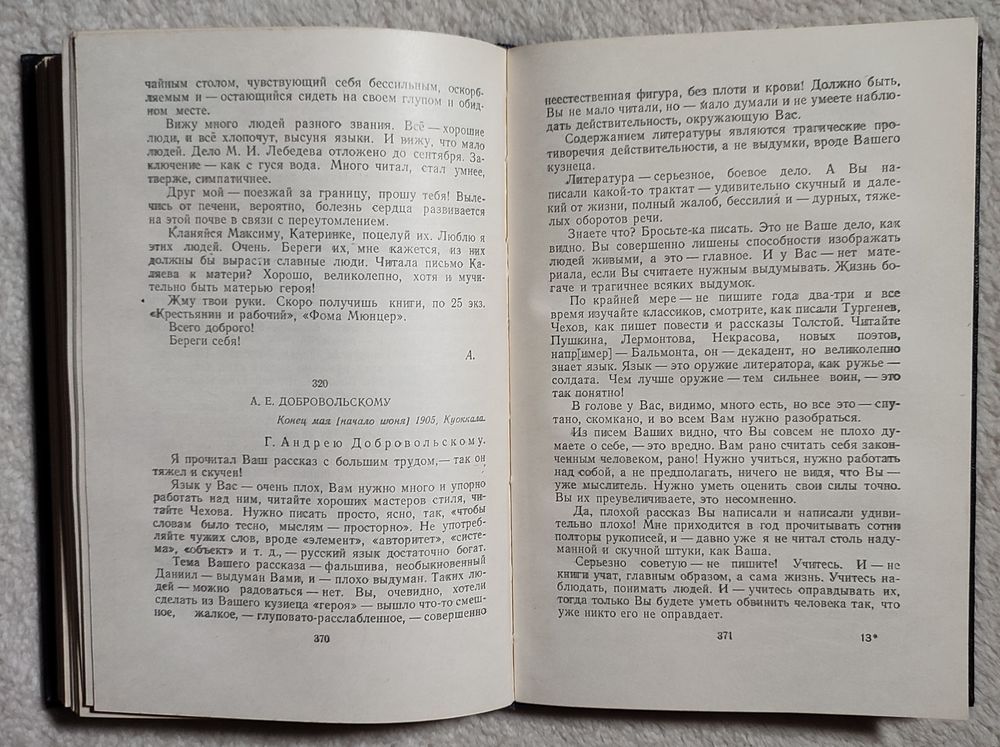 чайным столом, чувствующий себя бессильным, оскорб-
ляемым и — остающийся сидеть на своем глупом и обид-
ном месте.
Вижу много людей разного звания. Всё — хорошие
люди, и всё хлопочут, высуня языки. И вижу, что мало
людей. Дело М. И. Лебедева отложено до сентября. За-
ключение — как с гуся вода. Много читал, стал умнее,
тверже, симпатичнее.
Друг мой — поезжай за границу, прошу тебя! Выле-
чись от печени, вероятно, болезнь сердца развивается
на этой почве в связи с переутомлением.
Кланяйся Максиму, Катеринке, поцелуй их. Люблю я
этих людей. Очень. Береги их, мне кажется, из них
должны бы вырасти славные люди. Читала письмо Ка-
ляева к матери? Хорошо, великолепно, хотя и мучи-
тельно быть матерью героя!
Жму твои руки. Скоро получишь книги, по 25 экз.
«Крестьянин и рабочий», «Фома Мюнцер».
Всего доброго!
Береги себя!
А.
320
А. Е. ДОБРОВОЛЬСКОМУ
Конец мая [начало июня] 1905, Куоккала.
Г. Андрею Добровольскому.
Я прочитал Ваш рассказ с большим трудом, — так он
тяжел и скучен!
Язык у Вас — очень плох, Вам нужно много и упорно
работать над ним, читайте хороших мастеров стиля, чи-
тайте Чехова. Нужно писать просто, ясно, так, «чтобы
словам было тесно, мыслям — просторно». Не употреб-
ляйте чужих слов, вроде «элемент», «авторитет», «систе-
ма», «объект» и т. д., — русский язык достаточно богат.
Тема Вашего рассказа — фальшива, необыкновенный
Даниил — выдуман Вами, и — плохо выдуман. Таких лю-
дей — можно радоваться — нет. Вы, очевидно, хотели
сделать из Вашего кузнеца «героя» — вышло что-то смеш-
ное, жалкое, — глуповато-расслабленное, — совершенно
370
неестественная фигура, без плоти и крови! Должно быть,
Вы не мало читали, но — мало думали и не умеете наблю-
дать действительность, окружающую Вас.
Содержанием литературы являются трагические про-
тиворечия действительности, а не выдумки, вроде Вашего
кузнеца.
Литература — серьезное, боевое дело. А Вы на-
писали какой-то трактат — удивительно скучный и дале-
кий от жизни, полный жалоб, бессилия и — дурных, тяже-
лых оборотов речи.
Знаете что? Бросьте-ка писать. Это не Ваше дело, как
видно. Вы совершенно лишены способности изображать
людей живыми, а это — главное. И у Вас — нет мате-
риала, если Вы считаете нужным выдумывать. Жизнь бо-
гаче и трагичнее всяких выдумок.
По крайней мере — не пишите года два-три и все
время изучайте классиков, смотрите, как писали Тургенев,
Чехов, как пишет повести и рассказы Толстой. Читайте
Пушкина, Лермонтова, Некрасова, новых поэтов,
напр[имер] — Бальмонта, он — декадент, но великолепно
знает язык. Язык — это оружие литератора, как ружье —
солдата. Чем лучше оружие — тем сильнее воин, — это
так понятно!
В голове у Вас, видимо, много есть, но все это — спу-
тано, скомкано, и во всем Вам нужно разобраться.
Из писем Ваших видно, что Вы совсем не плохо ду-
маете о себе, — это вредно. Вам рано считать себя закон-
ченным человеком, рано! Нужно учиться, нужно работать
над собой, а не предполагать, ничего не видя, что Вы —
уже мыслитель. Нужно уметь оценить свои силы точно.
Вы их преувеличиваете, это несомненно.
Да, плохой рассказ Вы написали и написали удиви-
тельно плохо! Мне приходится в год прочитывать сотни
полторы рукописей, и — давно уже я не читал столь наду-
манной и скучной штуки, как Ваша.
Серьезно советую — не пишите! Учитесь. И — не
книги учат, главным образом, а сама жизнь. Учитесь на-
блюдать, понимать людей. И — учитесь оправдывать их,
тогда только Вы будете уметь обвинить человека так, что
уже никто его не оправдает.
371
13*